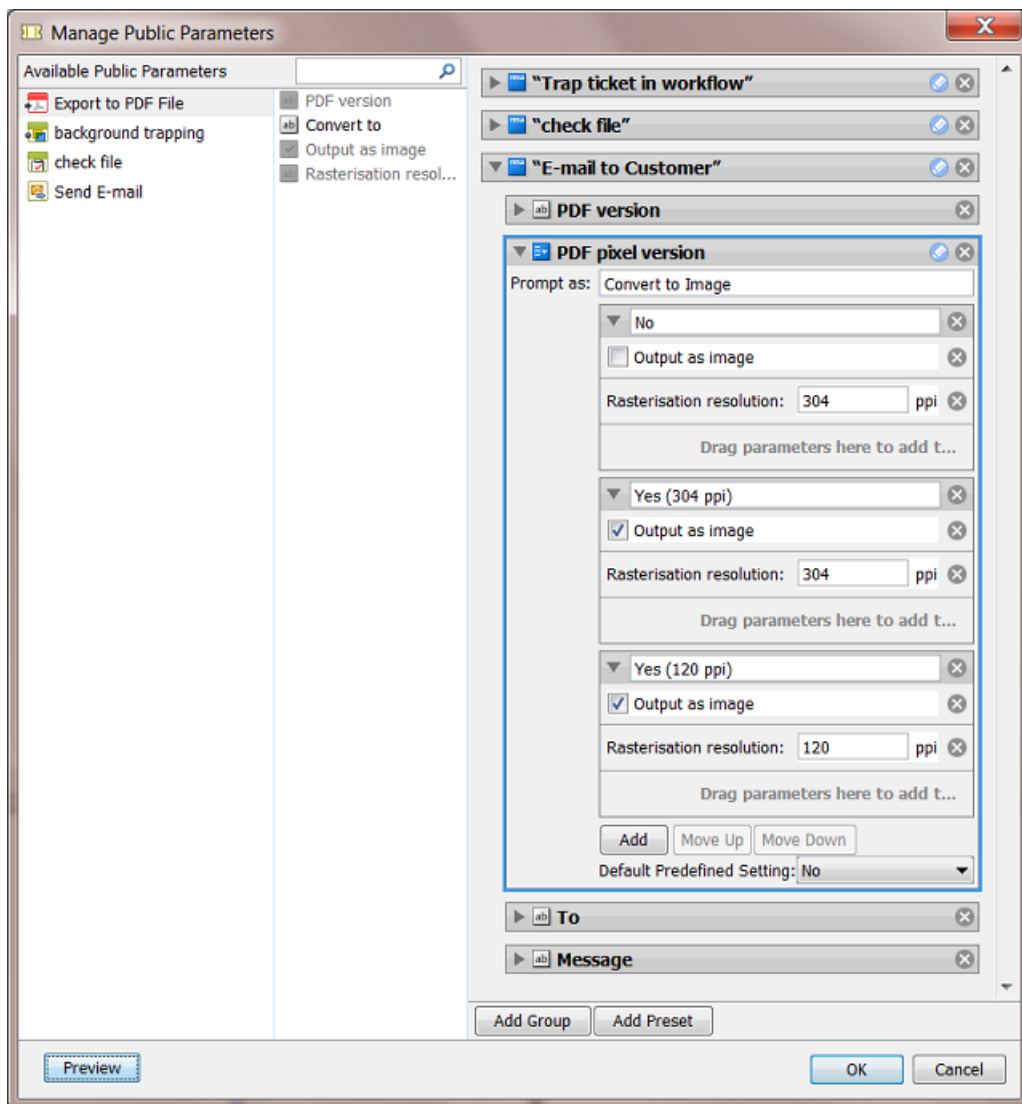 Manage Public Parameters
Available Public Parameters
Export to PDF File
background trapping
check file
Send E-mail
PDF version
Convert to
Output as image
Rasterisation resol...
"Trap ticket in workflow"
"check file"
"E-mail to Customer"
PDF version
PDF pixel version
Prompt as: Convert to Image
No
Output as image
Rasterisation resolution: 304 ppi
Drag parameters here to add t...
Yes (304 ppi)
Output as image
Rasterisation resolution: 304 ppi
Drag parameters here to add t...
Yes (120 ppi)
Output as image
Rasterisation resolution: 120 ppi
Drag parameters here to add t...
Add Move Up Move Down
Default Predefined Setting: No
To
Message
Add Group Add Preset
Preview OK Cancel